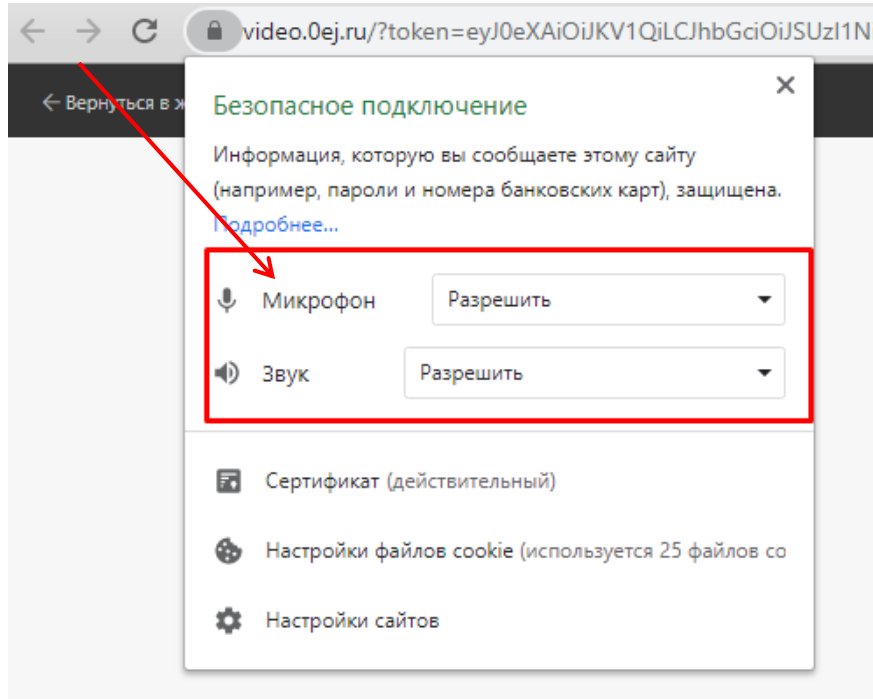 video.0ej.ru/?token=eyJ0eXAiOiJKV1QiLCJhbGciOiJSUzI1N
← Вернуться в ж
Безопасное подключение
Информация, которую вы сообщаете этому сайту
(например, пароли и номера банковских карт), защищена.
Подробнее...
Микрофон Разрешить
Звук Разрешить
Сертификат (действительный)
Настройки файлов cookie (используется 25 файлов co
Настройки сайтов